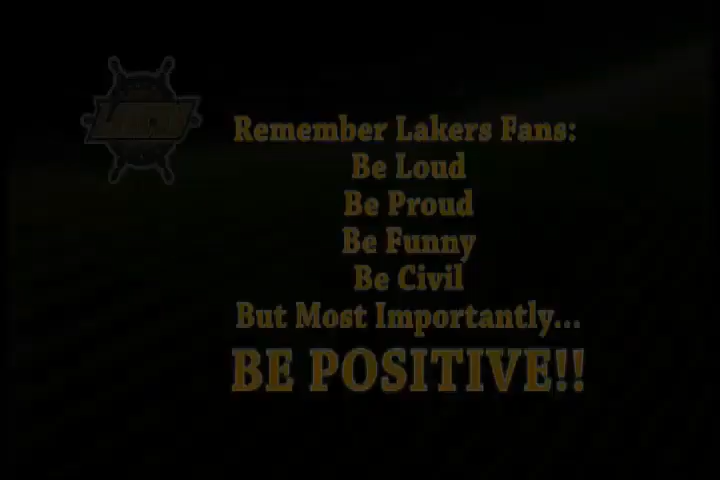 Remember Lakers Fans:
Be Loud
Be Proud
Be Funny
Be Civil
But Most Importantly...
BE POSITIVE!!